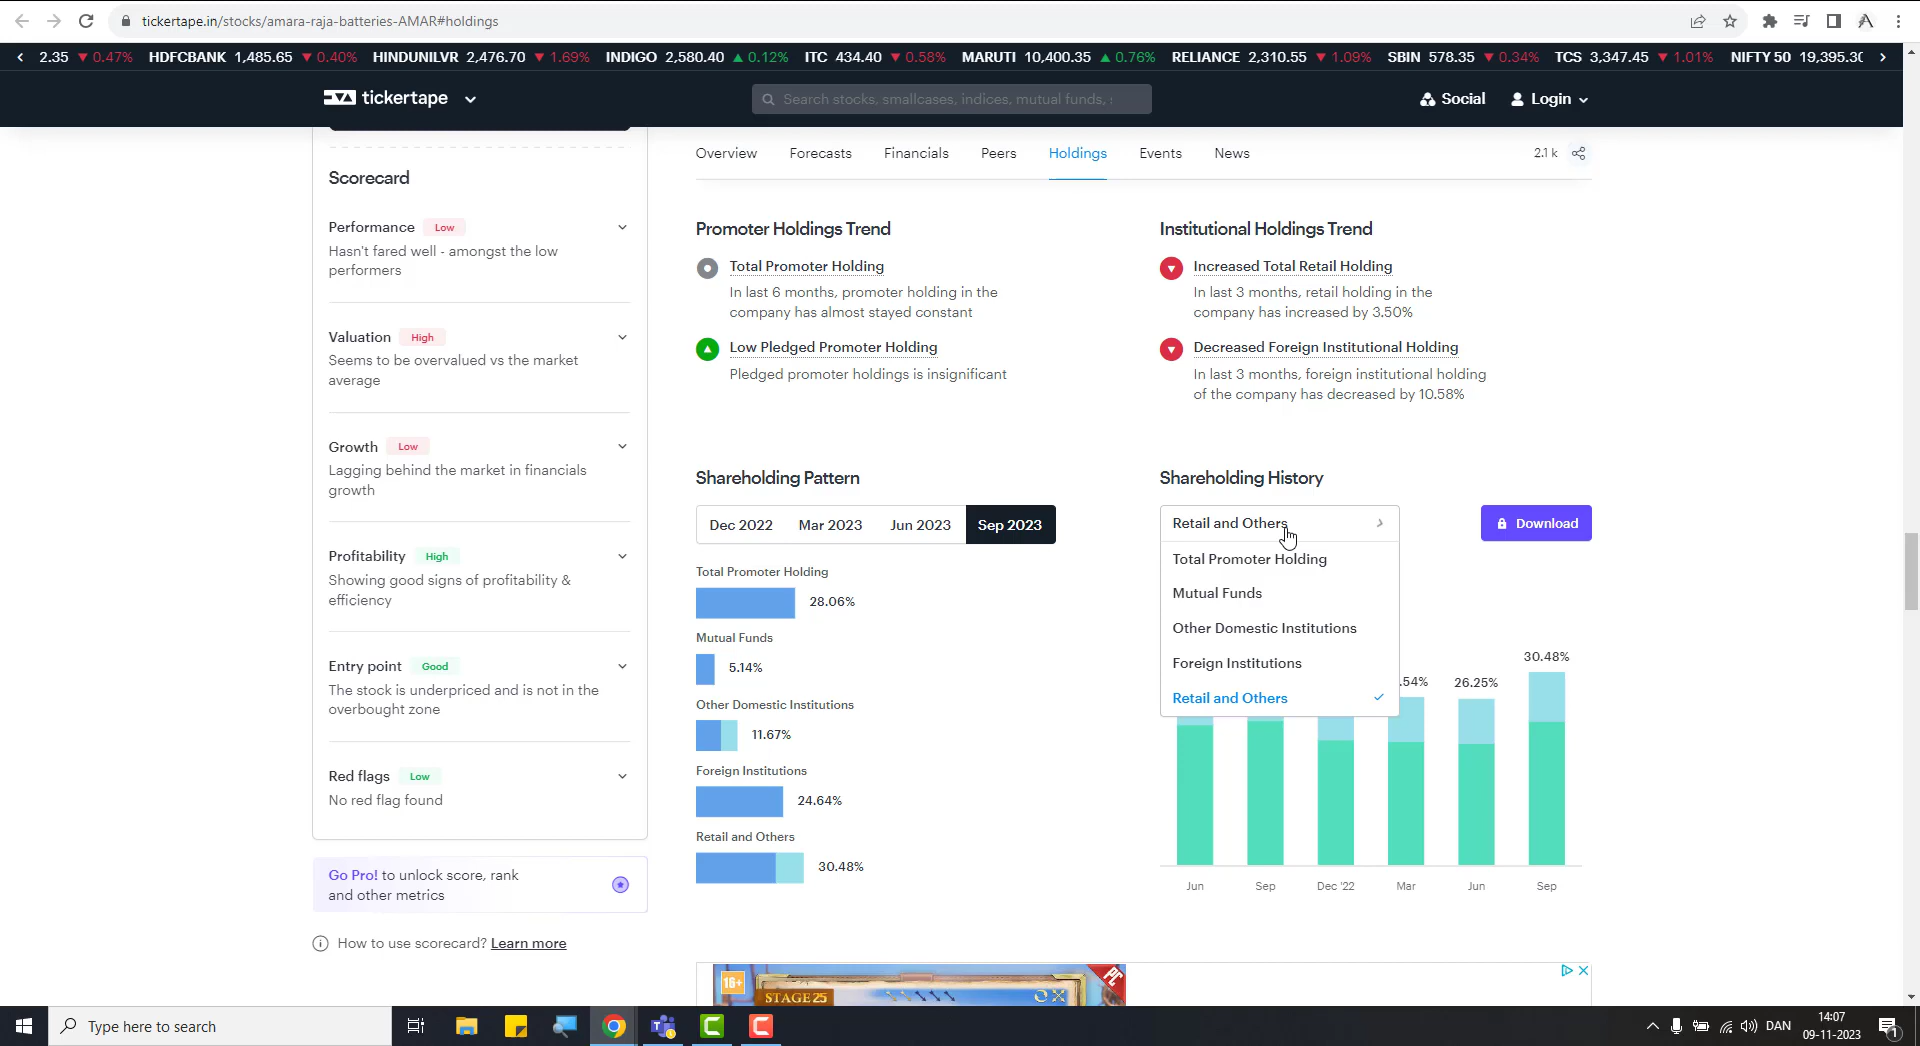 tickertape.in/stocks/amara-raja-batteries-AMAR#holdings
2.35 ▼ 0.47% HDFCBANK 1,485.65 ▼ 0.40% HINDUNILVR 2,476.70 ▼ 1.69% INDIGO 2,580.40 ▲ 0.12% ITC 434.40 ▼ 0.58% MARUTI 10,400.35 ▲ 0.76% RELIANCE 2,310.55 ▼ 1.09% SBIN 578.35 ▼ 0.34% TCS 3,347.45 ▼ 1.01% NIFTY 50 19,395.30
tickertape
Search stocks, smallcases, indices, mutual funds,
Social
Login
Overview Forecasts Financials Peers Holdings Events News
2.1 k
Scorecard
Performance Low
Hasn't fared well - amongst the low
performers
Valuation High
Seems to be overvalued vs the market
average
Growth Low
Lagging behind the market in financials
growth
Profitability High
Showing good signs of profitability &
efficiency
Entry point Good
The stock is underpriced and is not in the
overbought zone
Red flags Low
No red flag found
Go Pro! to unlock score, rank
and other metrics
How to use scorecard? Learn more
Promoter Holdings Trend
Total Promoter Holding
In last 6 months, promoter holding in the
company has almost stayed constant
Low Pledged Promoter Holding
Pledged promoter holdings is insignificant
Institutional Holdings Trend
Increased Total Retail Holding
In last 3 months, retail holding in the
company has increased by 3.50%
Decreased Foreign Institutional Holding
In last 3 months, foreign institutional holding
of the company has decreased by 10.58%
Shareholding Pattern
Dec 2022 Mar 2023 Jun 2023 Sep 2023
Total Promoter Holding
28.06%
Mutual Funds
5.14%
Other Domestic Institutions
11.67%
Foreign Institutions
24.64%
Retail and Others
30.48%
Shareholding History
Retail and Others
Download
Total Promoter Holding
Mutual Funds
Other Domestic Institutions
Foreign Institutions
Retail and Others
.54% 26.25% 30.48%
Jun Sep Dec '22 Mar Jun Sep
16+
STAGE 25
PC
Type here to search
DAN
14:07
09-11-2023
1